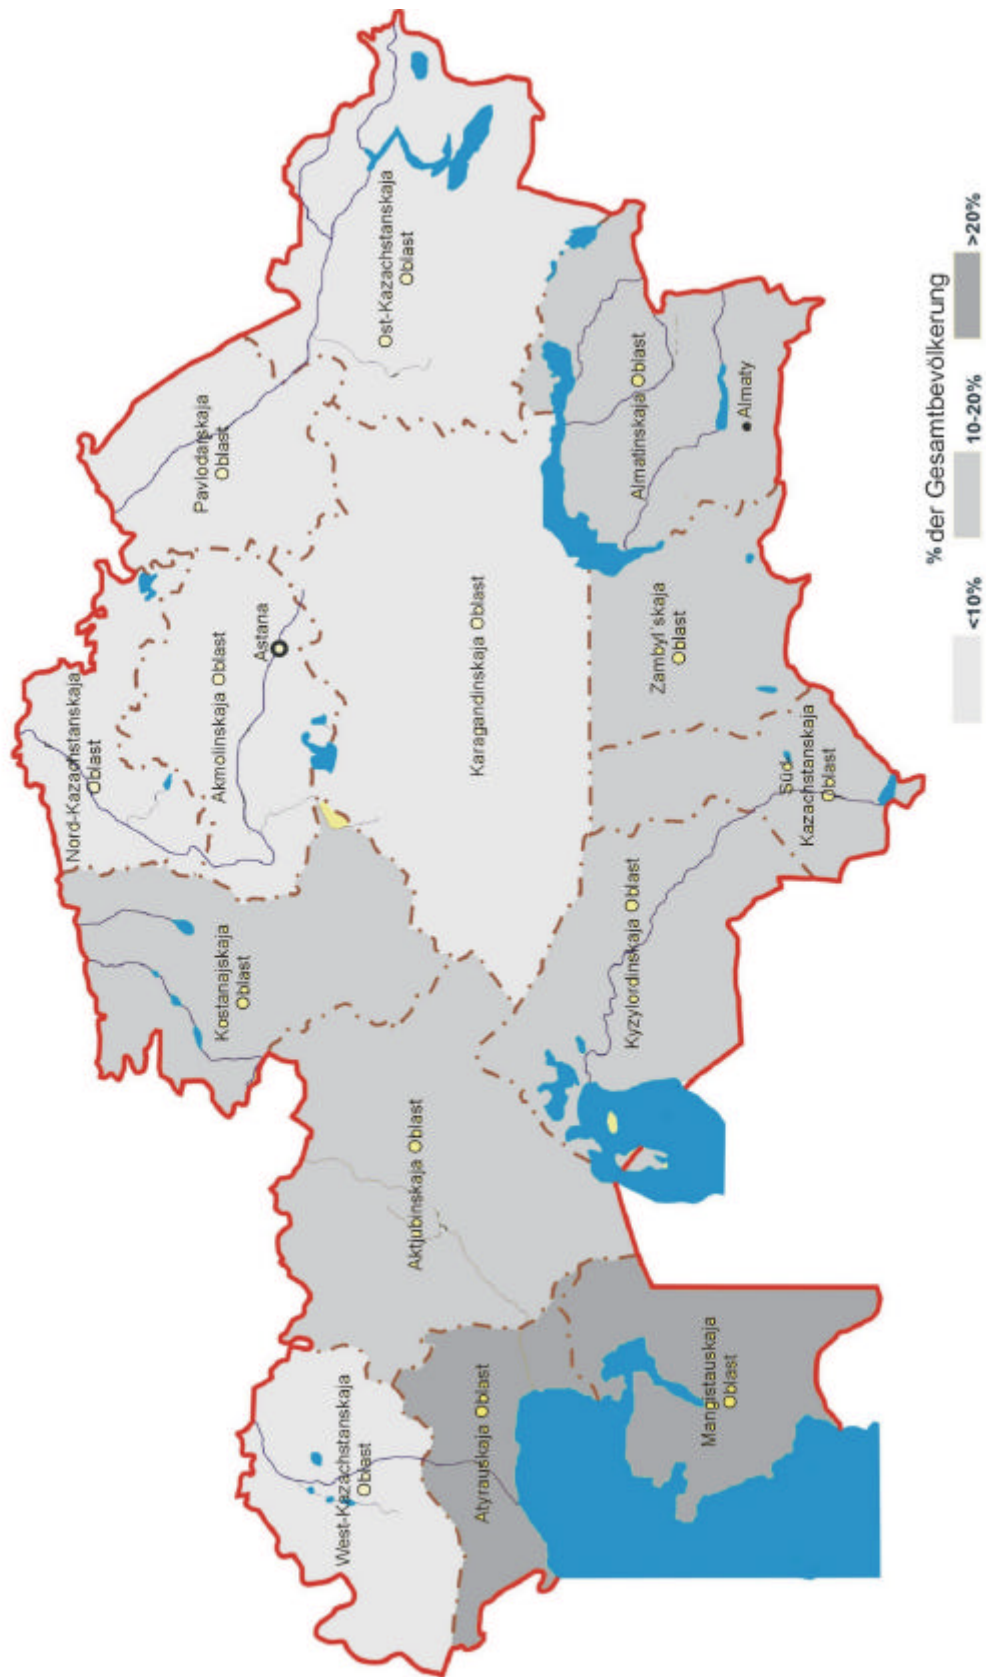 Nord-Kazachstanskaja
Oblast
Pavlodarskaja
Oblast
Akmolinskaja Oblast
Astana
Kostanajskaja
Oblast
Ost-Kazachstanskaja
Oblast
West-Kazachstanskaja
Oblast
Aktjubinskaja Oblast
Karagandinskaja Oblast
Atyrauskaja Oblast
Almatinskaja Oblast
Almaty
Kyzylordinskaja Oblast
Zambyl'skaja
Oblast
Mangistauskaja
Oblast
Süd-
Kazachstanskaja
Oblast
% der Gesamtbevölkerung
<10%
10-20%
>20%